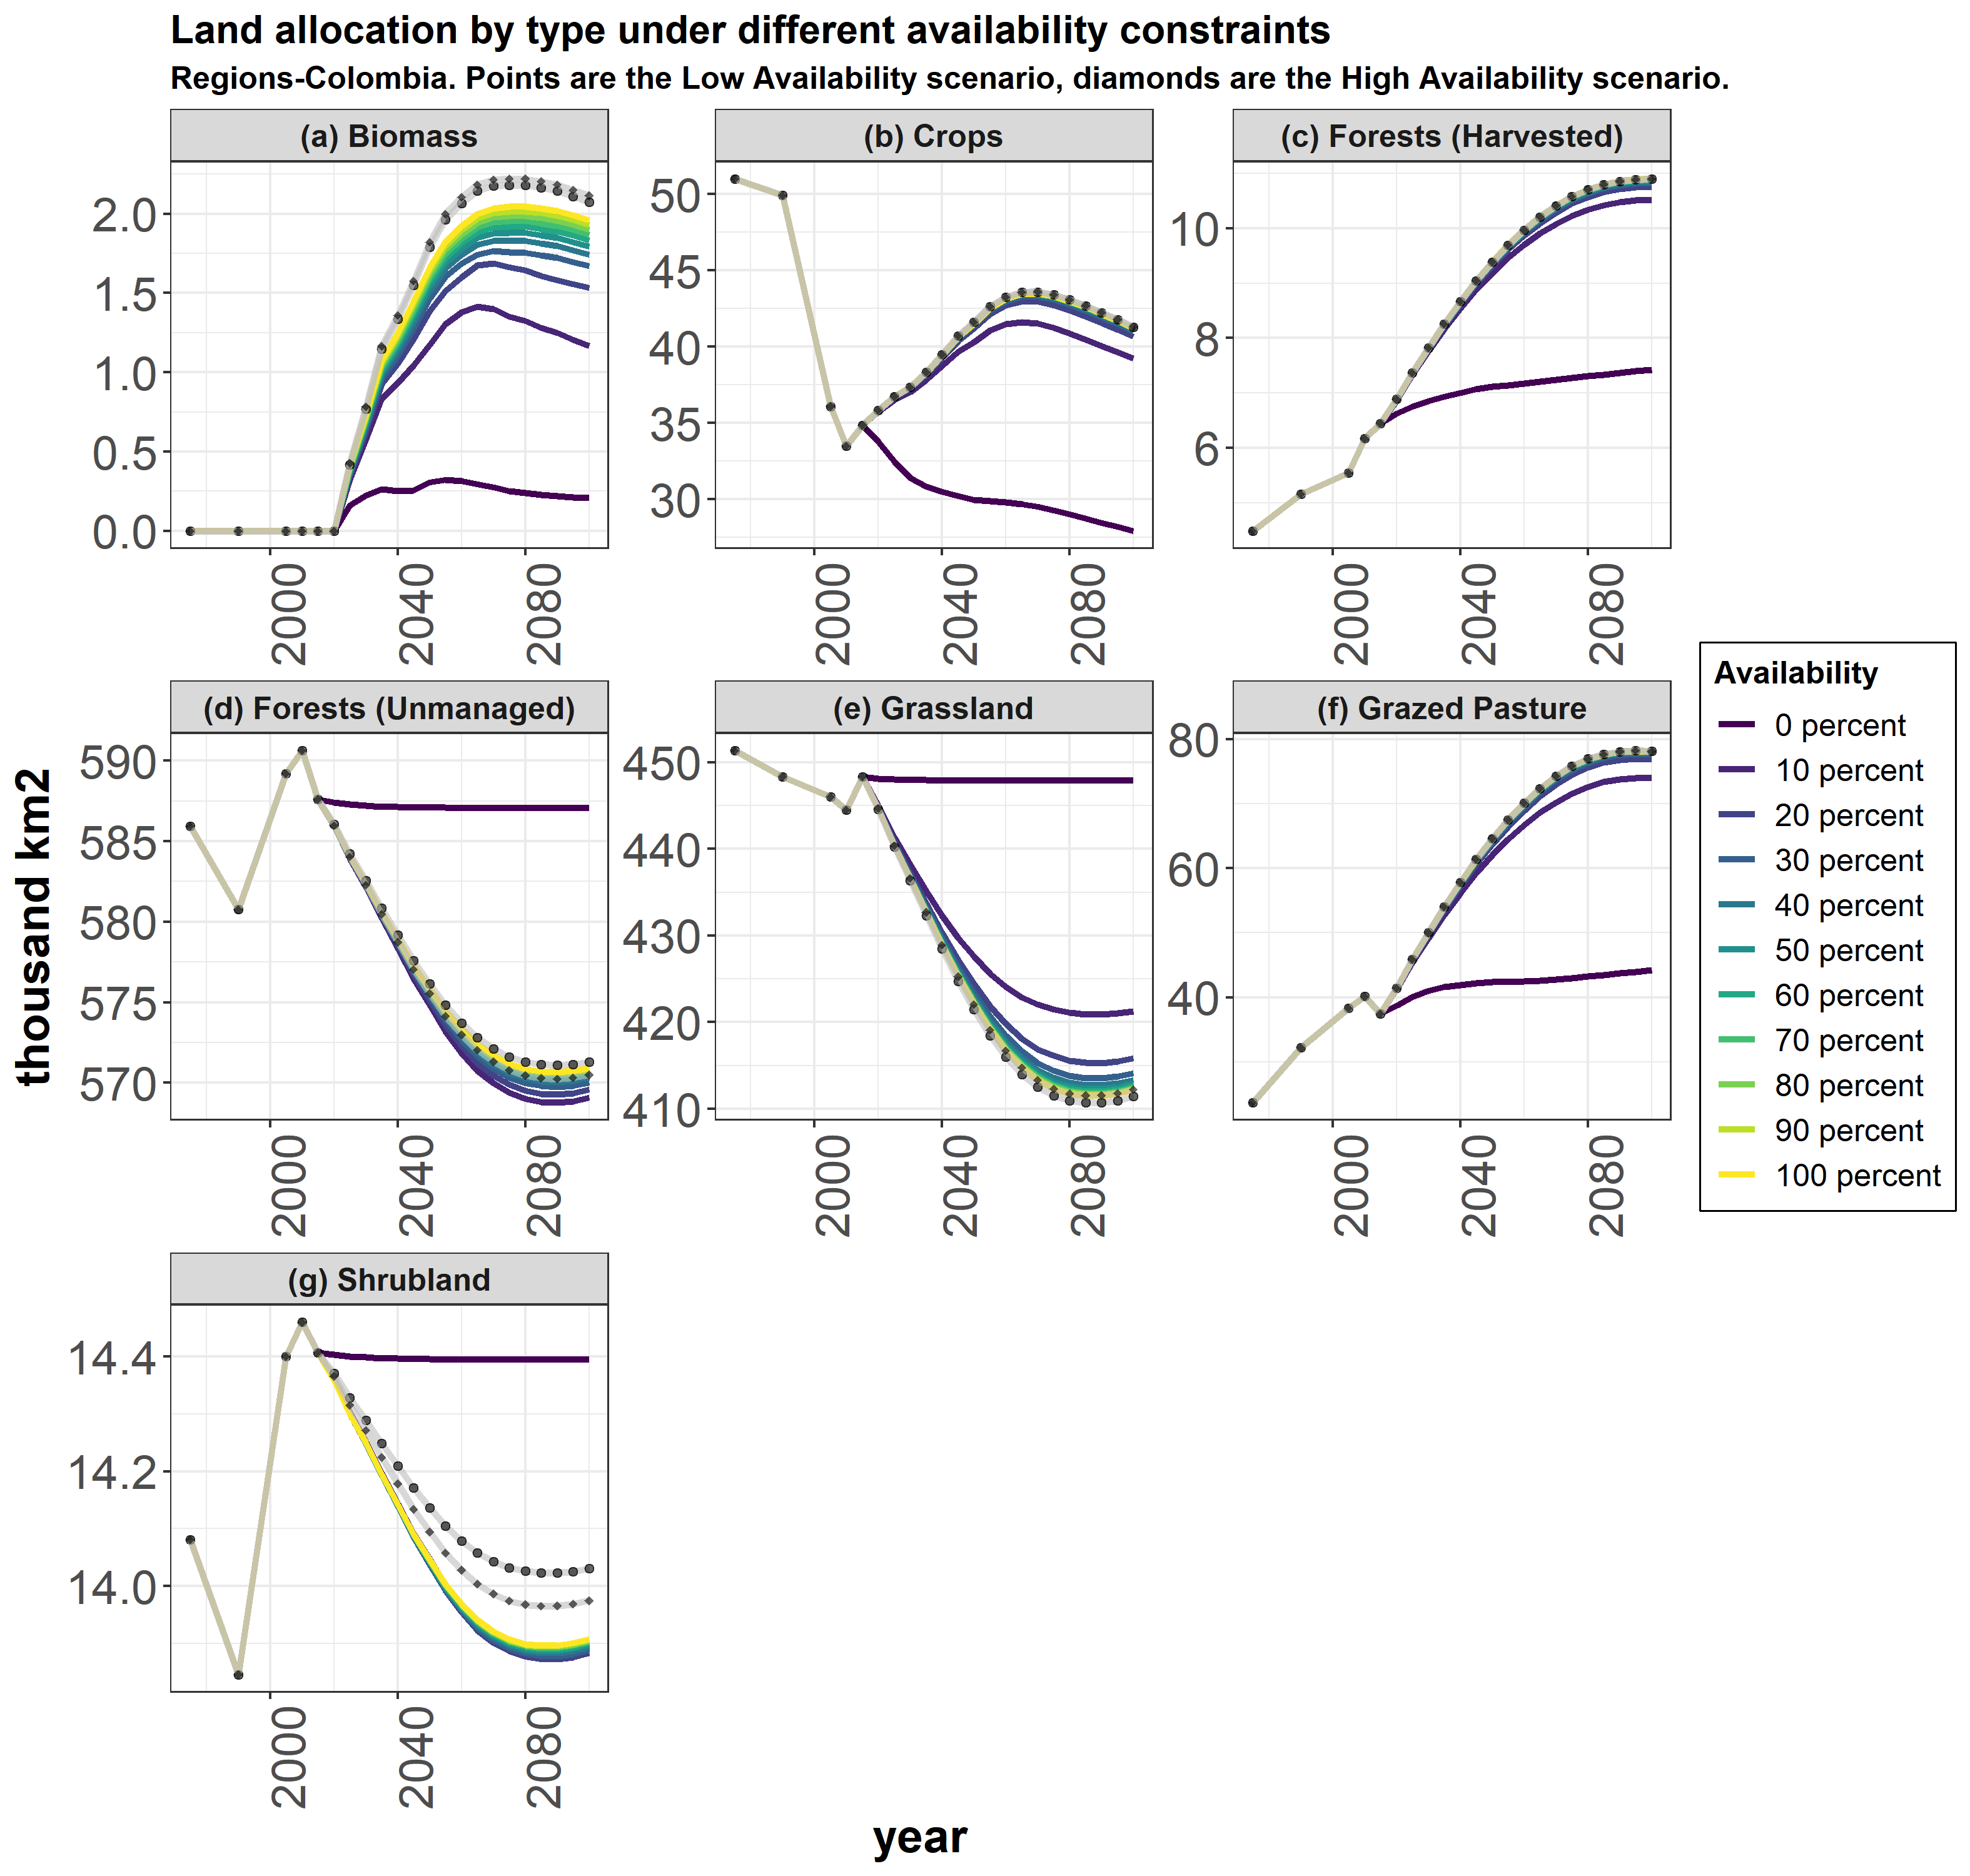 Land allocation by type under different availability constraints
Regions-Colombia. Points are the Low Availability scenario, diamonds are the High Availability scenario.
(a) Biomass
(b) Crops
(c) Forests (Harvested)
2.0
1.5
1.0
0.5
0.0
50
45
40
35
30
10
8
6
2000
2040
2080
2000
2040
2080
2000
2040
2080
(d) Forests (Unmanaged)
(e) Grassland
(f) Grazed Pasture
590
585
580
575
570
450
440
430
420
410
80
60
40
2000
2040
2080
2000
2040
2080
2000
2040
2080
(g) Shrubland
14.4
14.2
14.0
2000
2040
2080
thousand km2
year
Availability
0 percent
10 percent
20 percent
30 percent
40 percent
50 percent
60 percent
70 percent
80 percent
90 percent
100 percent